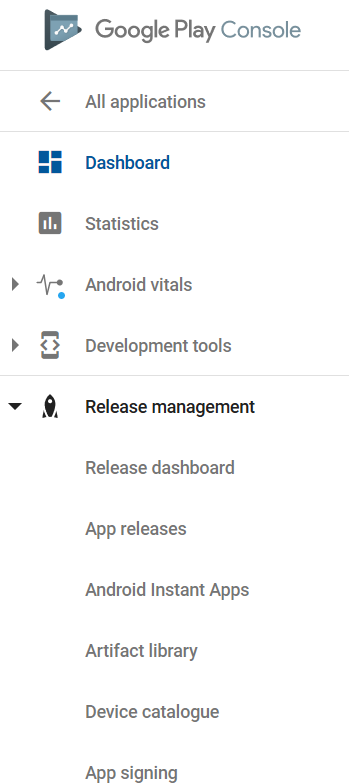 Google Play Console
All applications
Dashboard
Statistics
Android vitals
Development tools
Release management
Release dashboard
App releases
Android Instant Apps
Artifact library
Device catalogue
App signing